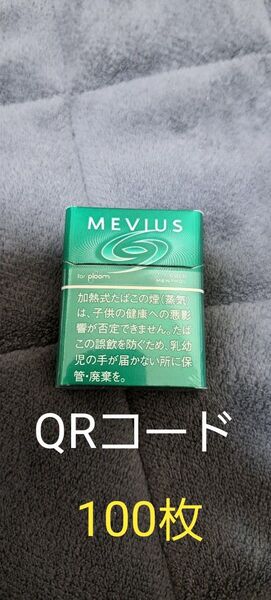 MEVIUS
for ploom
MENTHOL
加熱式たばこの煙(蒸気)
は、子供の健康への悪影
響が否定できません。たば
この誤飲を防ぐため、乳幼
児の手が届かない所に保
管・廃棄を。
QRコード
100枚